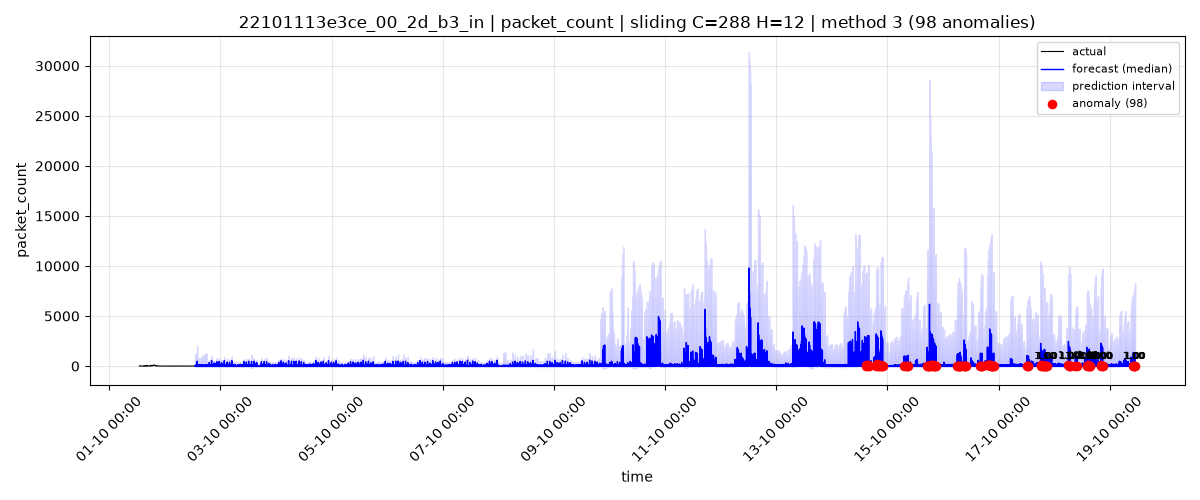 22101113e3ce_00_2d_b3_in | packet_count | sliding C=288 H=12 | method 3 (98 anomalies)
actual
forecast (median)
prediction interval
anomaly (98)
packet_count
30000
25000
20000
15000
10000
5000
0
1.00
01-10 00:00
03-10 00:00
05-10 00:00
07-10 00:00
09-10 00:00
11-10 00:00
13-10 00:00
15-10 00:00
17-10 00:00
19-10 00:00
time